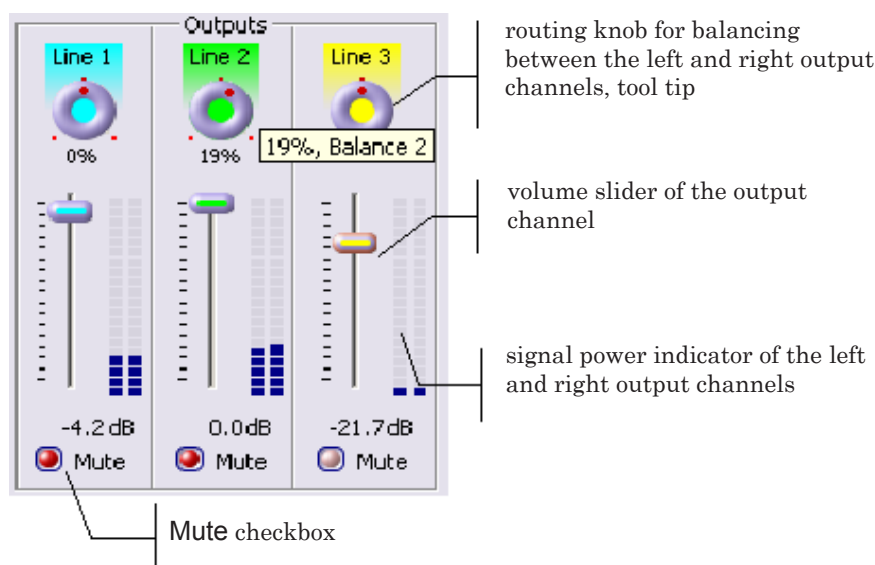 Outputs
Line 1
Line 2
Line 3
0%
19%
19%, Balance 2
-4.2 dB
0.0dB
-21.7dB
Mute
Mute
Mute
routing knob for balancing
between the left and right output
channels, tool tip
volume slider of the output
channel
signal power indicator of the left
and right output channels
Mute checkbox